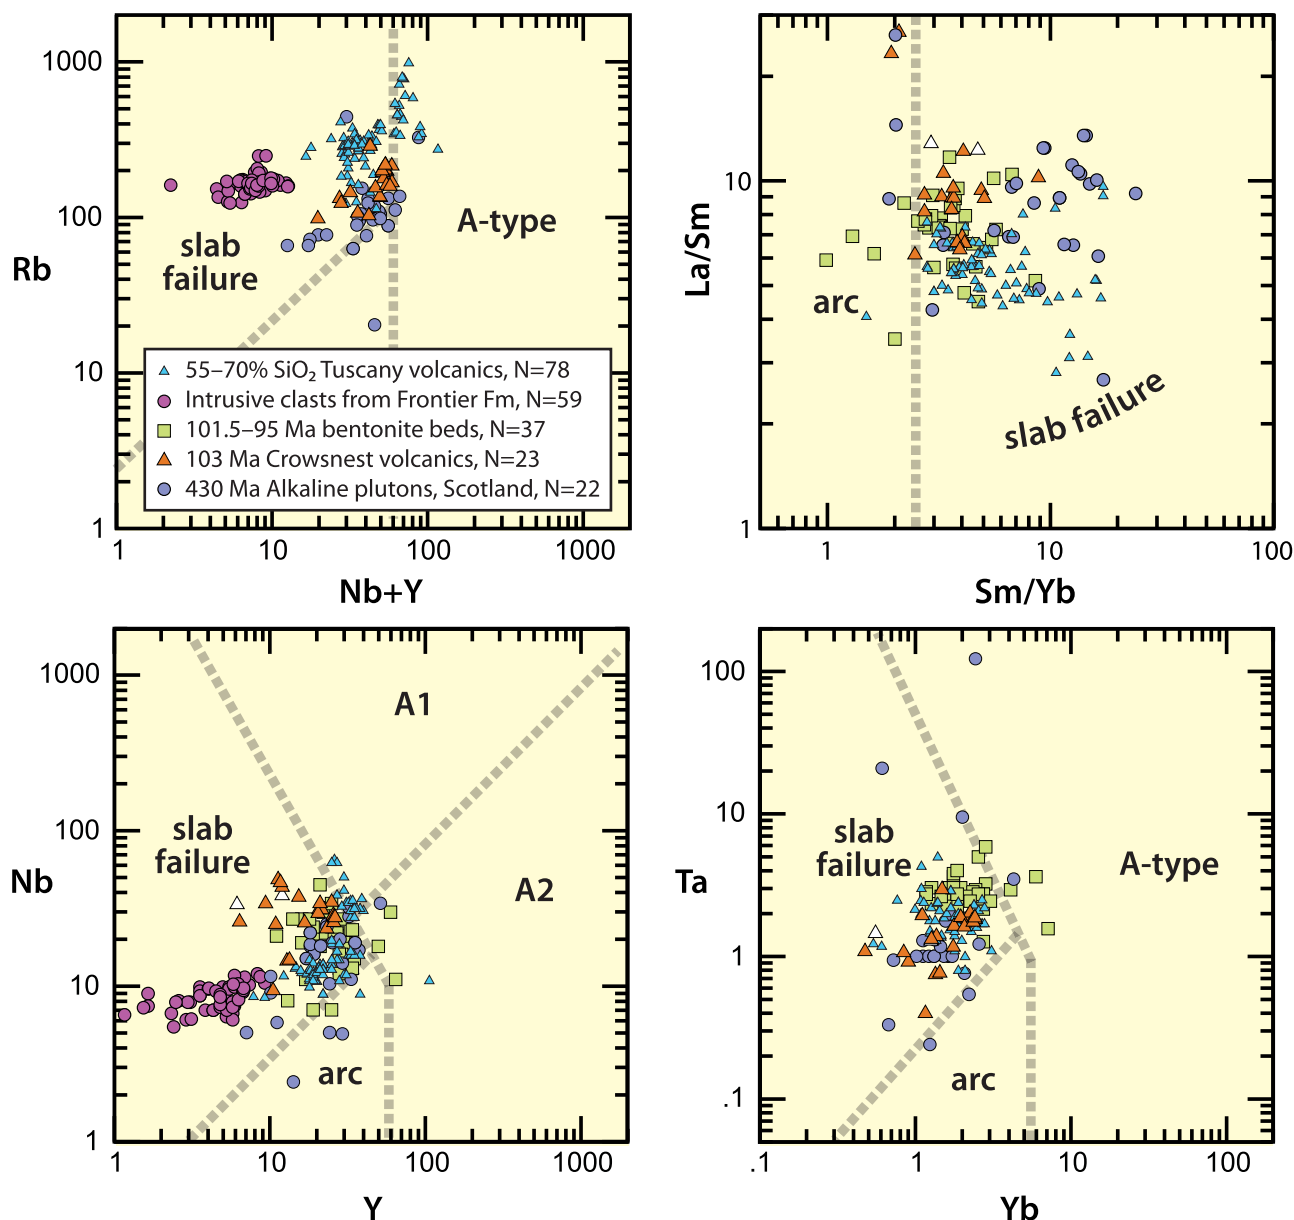 1000
100
10
1
Rb
slab
failure
A-type
55–70% SiO₂ Tuscany volcanics, N=78
Intrusive clasts from Frontier Fm, N=59
101.5–95 Ma bentonite beds, N=37
103 Ma Crowsnest volcanics, N=23
430 Ma Alkaline plutons, Scotland, N=22
1 10 100 1000
Nb+Y
10
1
La/Sm
arc
slab failure
1 10 100
Sm/Yb
1000
100
10
1
Nb
A1
slab
failure
A2
arc
1 10 100 1000
Y
100
10
1
.1
Ta
slab
failure
A-type
arc
.1 1 10 100
Yb